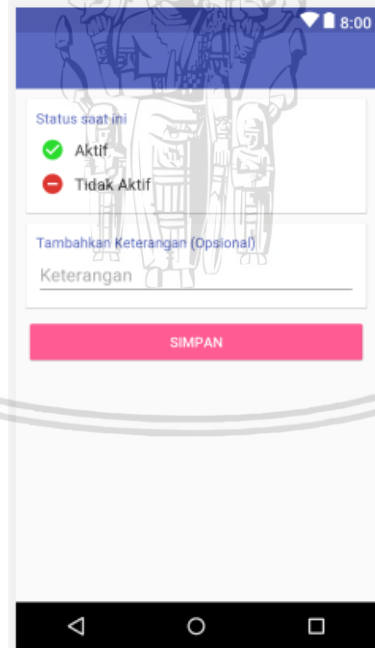 8:00
Status saat ini
Aktif
Tidak Aktif
Tambahkan Keterangan (Opsional)
Keterangan
SIMPAN